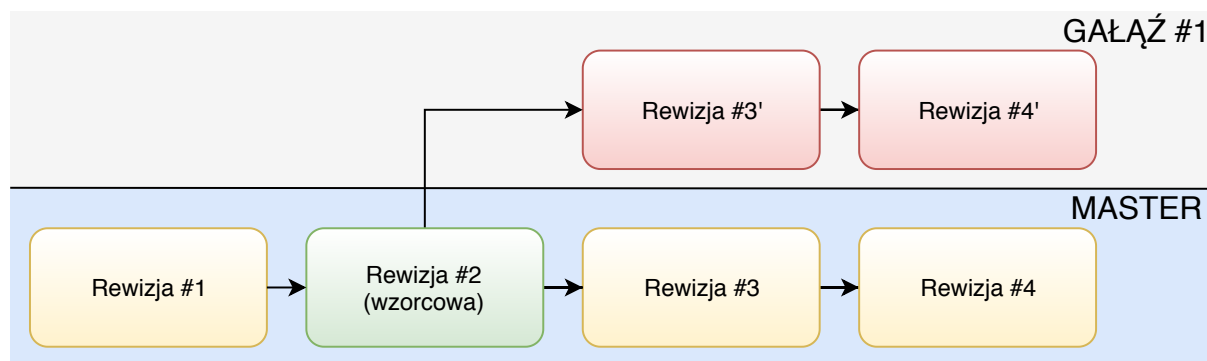 GAŁĄŹ #1
Rewizja #3'
Rewizja #4'
MASTER
Rewizja #1
Rewizja #2
(wzorcowa)
Rewizja #3
Rewizja #4